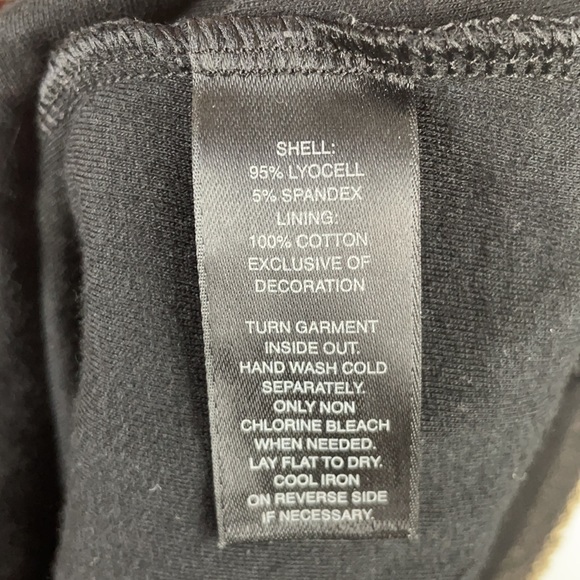 SHELL:
95% LYOCELL
5% SPANDEX
LINING:
100% COTTON
EXCLUSIVE OF
DECORATION
TURN GARMENT
INSIDE OUT.
HAND WASH COLD
SEPARATELY.
ONLY NON
CHLORINE BLEACH
WHEN NEEDED.
LAY FLAT TO DRY.
COOL IRON
ON REVERSE SIDE
IF NECESSARY.